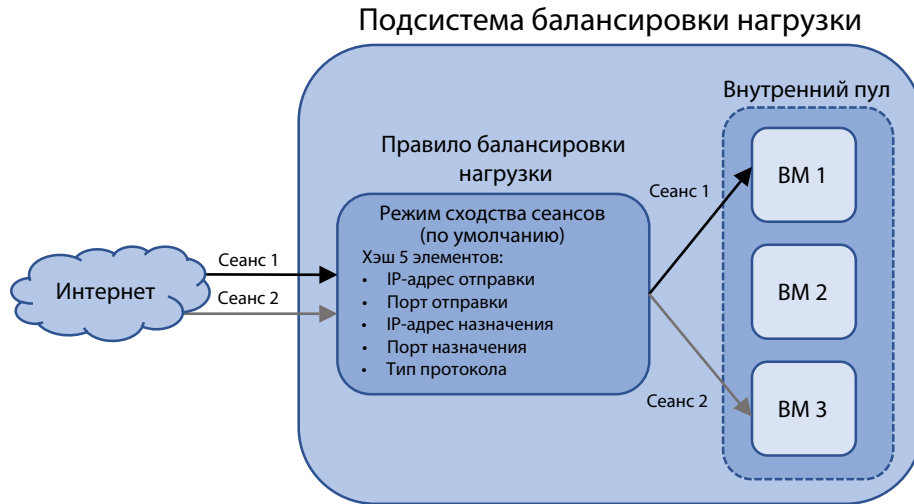 Подсистема балансировки нагрузки
Внутренний пул
Правило балансировки
нагрузки
Режим сходства сеансов
(по умолчанию)
Хэш 5 элементов:
• IP-адрес отправки
• Порт отправки
• IP-адрес назначения
• Порт назначения
• Тип протокола
Интернет
Сеанс 1
Сеанс 2
Сеанс 1
Сеанс 2
ВМ 1
ВМ 2
ВМ 3